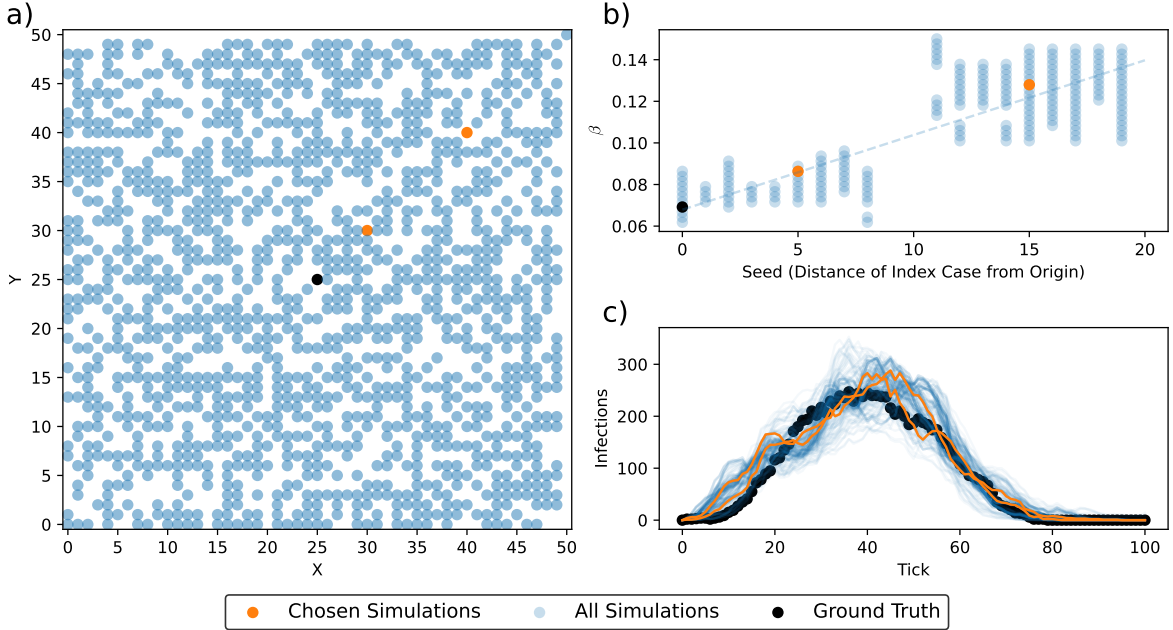 a)
50
45
40
35
30
25
20
15
10
5
0
Y
0 5 10 15 20 25 30 35 40 45 50
X
b)
0.14
0.12
0.10
0.08
0.06
β
0 5 10 15 20
Seed (Distance of Index Case from Origin)
c)
300
200
100
0
Infections
0 20 40 60 80 100
Tick
Chosen Simulations All Simulations Ground Truth